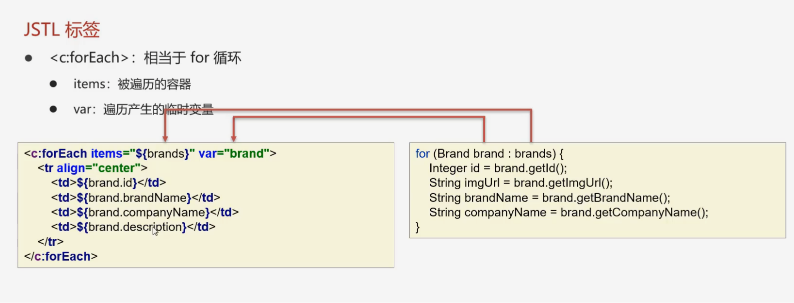 JSTL 标签
● <c:forEach>：相当于 for 循环
● items：被遍历的容器
● var：遍历产生的临时变量
<c:forEach items="${brands}" var="brand">
<tr align="center">
<td>${brand.id}</td>
<td>${brand.brandName}</td>
<td>${brand.companyName}</td>
<td>${brand.description}</td>
</tr>
</c:forEach>
for (Brand brand : brands) {
Integer id = brand.getId();
String imgUrl = brand.getImgUrl();
String brandName = brand.getBrandName();
String companyName = brand.getCompanyName();
}